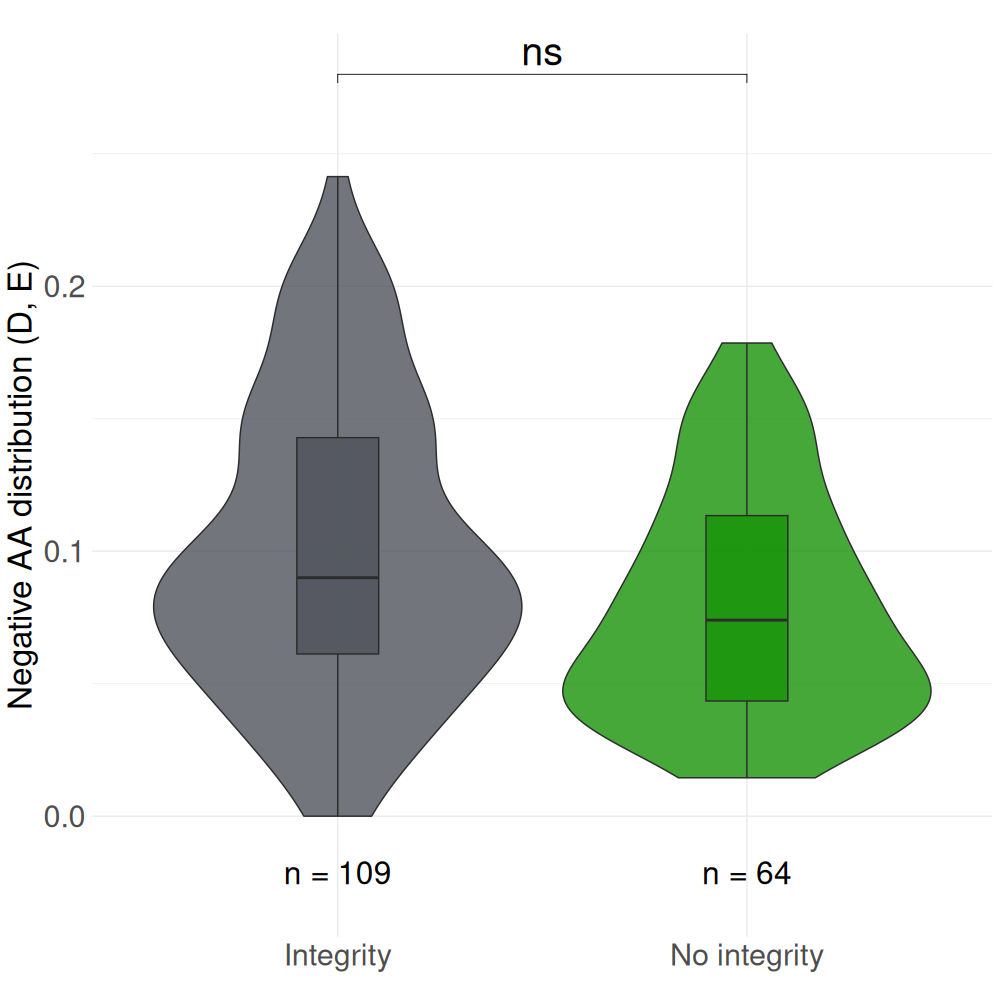 ns
Negative AA distribution (D, E)
0.2
0.1
0.0
n = 109
n = 64
Integrity
No integrity